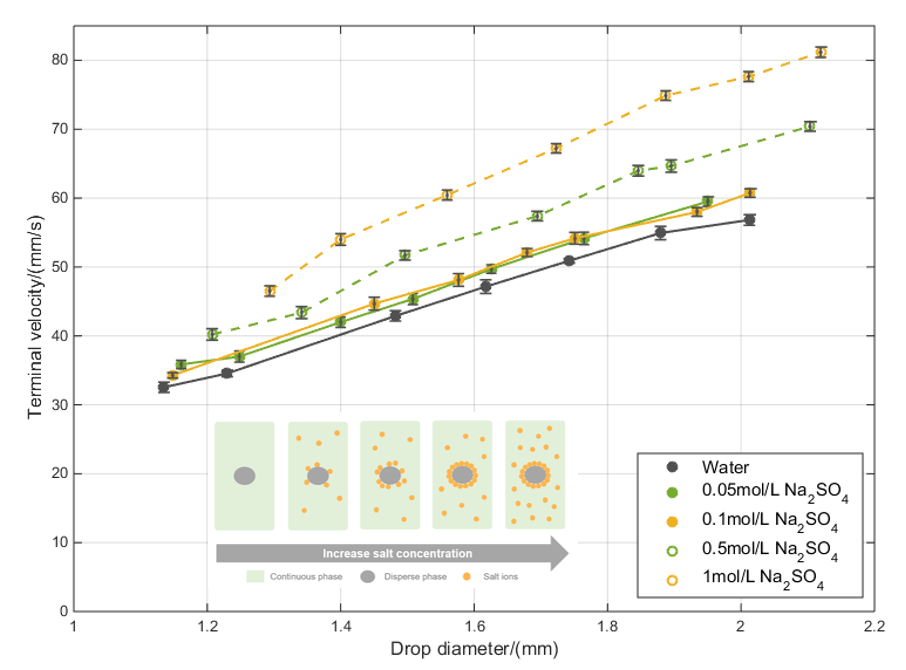 80
70
60
50
40
30
20
10
0
Terminal velocity/(mm/s)
Increase salt concentration
Continuous phase Disperse phase Salt ions
Water
0.05mol/L Na2SO4
0.1mol/L Na2SO4
0.5mol/L Na2SO4
1mol/L Na2SO4
1 1.2 1.4 1.6 1.8 2 2.2
Drop diameter/(mm)